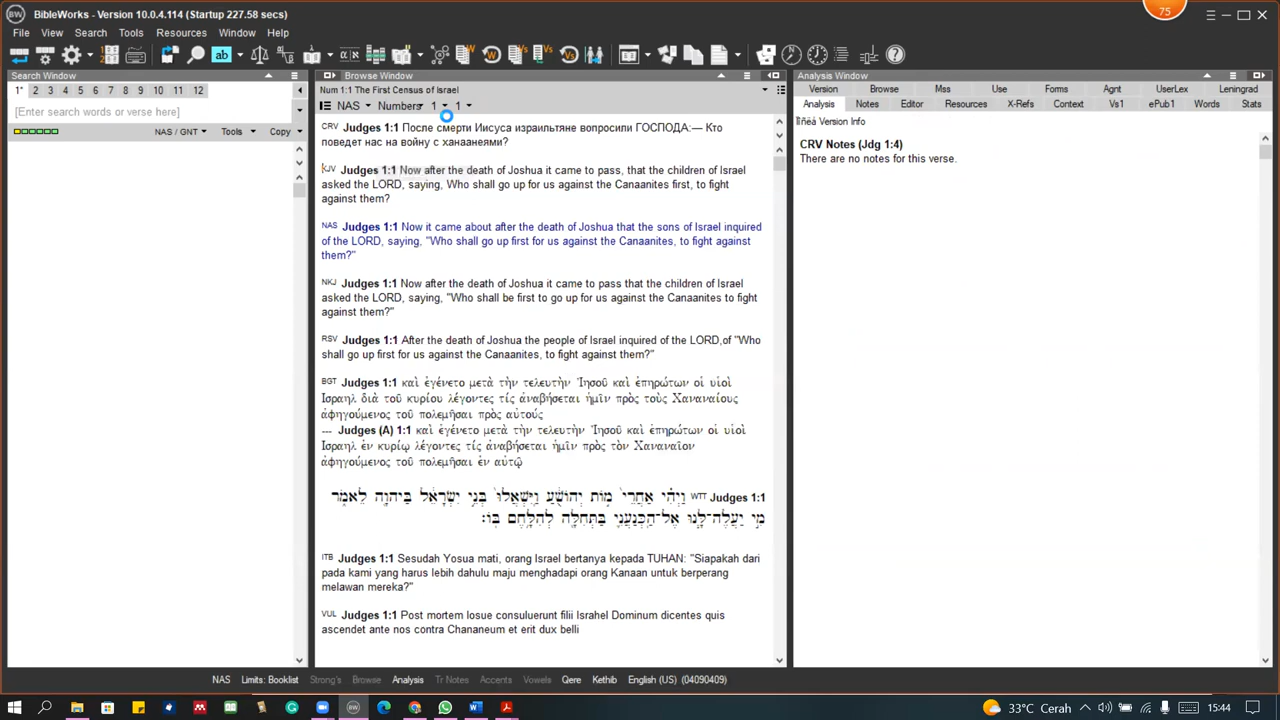 BibleWorks - Version 10.0.4.114 (Startup 227.58 secs)
75
File View Search Tools Resources Window Help
Search Window
1* 2 3 4 5 6 7 8 9 10 11 12
[Enter search words or verse here]
NAS / GNT Tools Copy
Browse Window
Num 1:1 The First Census of Israel
NAS Numbers 1 1
CRV Judges 1:1 После смерти Иисуса израильтяне вопросили ГОСПОДА:— Кто
поведет нас на войну с ханаанеями?
KJV Judges 1:1 Now after the death of Joshua it came to pass, that the children of Israel
asked the LORD, saying, Who shall go up for us against the Canaanites first, to fight
against them?
NAS Judges 1:1 Now it came about after the death of Joshua that the sons of Israel inquired
of the LORD, saying, "Who shall go up first for us against the Canaanites, to fight against
them?"
NKJ Judges 1:1 Now after the death of Joshua it came to pass that the children of Israel
asked the LORD, saying, "Who shall be first to go up for us against the Canaanites to fight
against them?"
RSV Judges 1:1 After the death of Joshua the people of Israel inquired of the LORD,of "Who
shall go up first for us against the Canaanites, to fight against them?"
BGT Judges 1:1 καὶ ἐγένετο μετὰ τὴν τελευτὴν Ἰησοῦ καὶ ἐπηρώτων οἱ υἱοὶ
Ισραηλ διὰ τοῦ κυρίου λέγοντες τίς ἀναβήσεται ἡμῖν πρὸς τοὺς Χαναναίους
ἀφηγούμενος τοῦ πολεμῆσαι πρὸς αὐτούς
--- Judges (A) 1:1 καὶ ἐγένετο μετὰ τὴν τελευτὴν Ἰησοῦ καὶ ἐπηρώτων οἱ υἱοὶ
Ισραηλ ἐν κυρίῳ λέγοντες τίς ἀναβήσεται ἡμῖν πρὸς τὸν Χαναναῖον
ἀφηγούμενος τοῦ πολεμῆσαι ἐν αὐτῷ
WTT Judges 1:1 וַיְהִ֗י אַחֲרֵי֙ מ֣וֹת יְהוֹשֻׁ֔עַ וַֽיִּשְׁאֲלוּ֙ בְּנֵ֣י יִשְׂרָאֵ֔ל בַּיהוָ֖ה לֵאמֹ֑ר
מִ֣י יַעֲלֶה־לָּ֧נוּ אֶל־הַֽכְּנַעֲנִ֛י בַּתְּחִלָּ֖ה לְהִלָּ֥חֶם בּֽוֹ׃
ITB Judges 1:1 Sesudah Yosua mati, orang Israel bertanya kepada TUHAN: "Siapakah dari
pada kami yang harus lebih dahulu maju menghadapi orang Kanaan untuk berperang
melawan mereka?"
VUL Judges 1:1 Post mortem Iosue consuluerunt filii Israhel Dominum dicentes quis
ascendet ante nos contra Chananeum et erit dux belli
Analysis Window
Version Browse Mss Use Forms Agnt UserLex Leningrad
Analysis Notes Editor Resources X-Refs Context Vs1 ePub1 Words Stats
Version Info
CRV Notes (Jdg 1:4)
There are no notes for this verse.
NAS Limits: Booklist Strong's Browse Analysis Tr Notes Accents Vowels Qere Kethib English (US) (04090409)
33°C Cerah 15:44